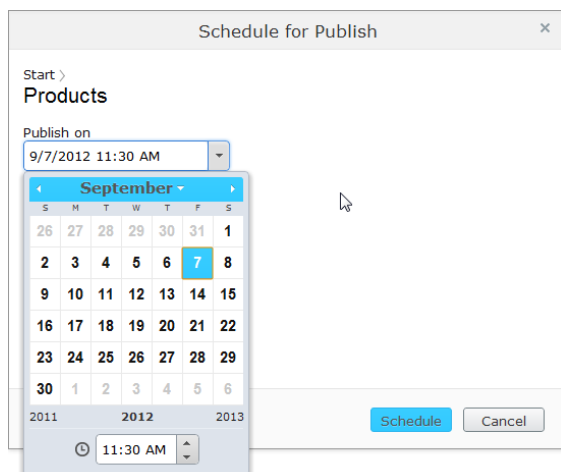 Schedule for Publish ×
Start 〉
Products
Publish on
9/7/2012 11:30 AM
September
S M T W T F S
26 27 28 29 30 31 1
2 3 4 5 6 7 8
9 10 11 12 13 14 15
16 17 18 19 20 21 22
23 24 25 26 27 28 29
30 1 2 3 4 5 6
2011 2012 2013
11:30 AM
Schedule Cancel